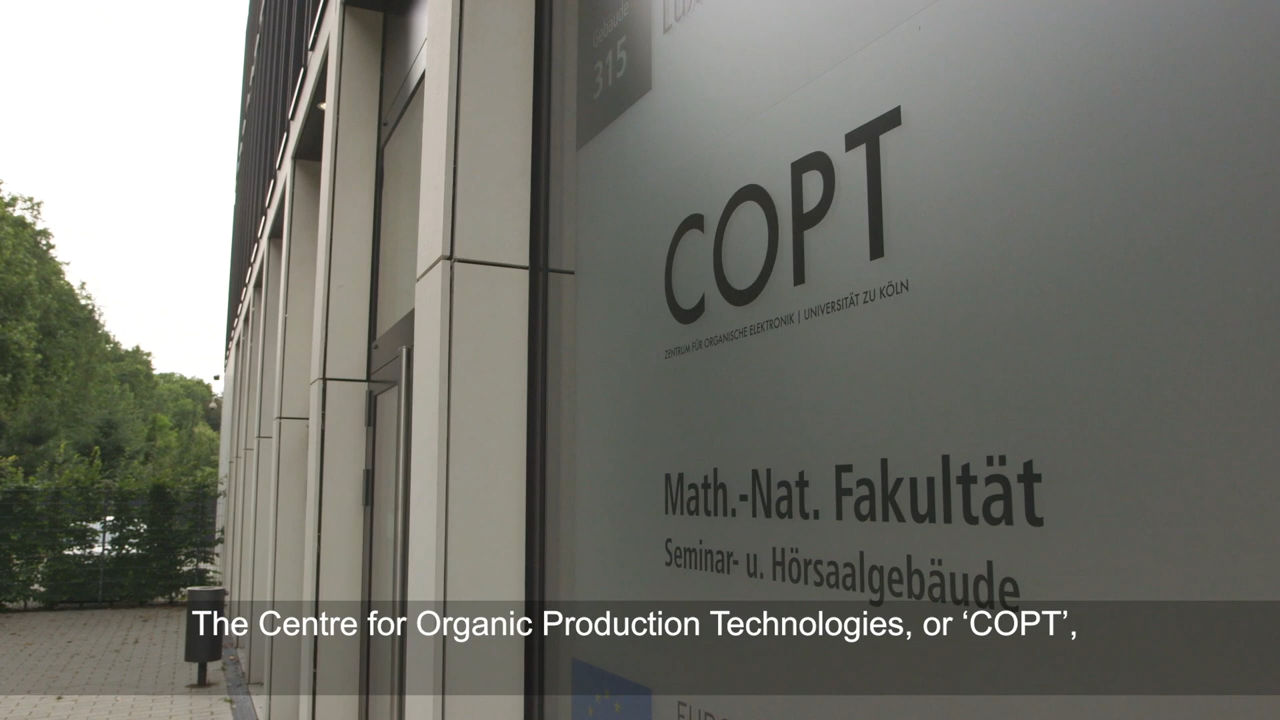 Gebäude
315
COPT
ZENTRUM FÜR ORGANISCHE ELEKTRONIK | UNIVERSITÄT ZU KÖLN
Math.-Nat. Fakultät
Seminar- u. Hörsaalgebäude
The Centre for Organic Production Technologies, or ‘COPT’,